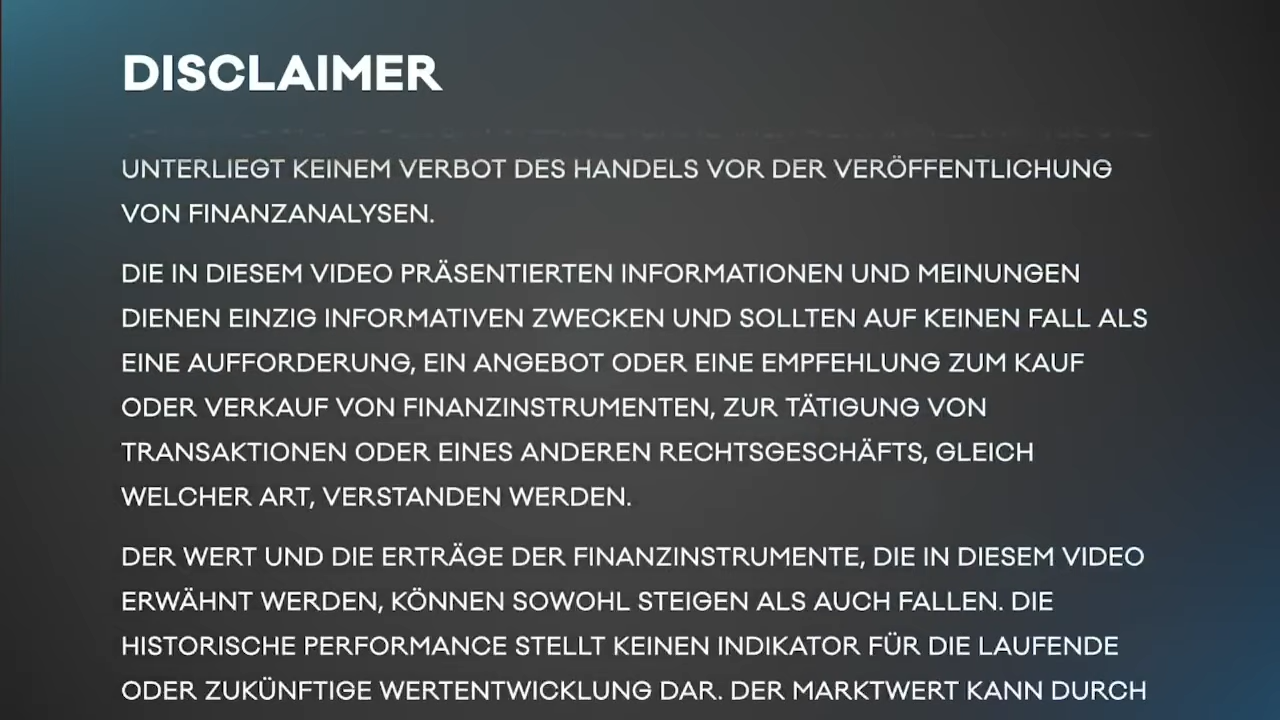 DISCLAIMER
UNTERLIEGT KEINEM VERBOT DES HANDELS VOR DER VERÖFFENTLICHUNG
VON FINANZANALYSEN.
DIE IN DIESEM VIDEO PRÄSENTIERTEN INFORMATIONEN UND MEINUNGEN
DIENEN EINZIG INFORMATIVEN ZWECKEN UND SOLLTEN AUF KEINEN FALL ALS
EINE AUFFORDERUNG, EIN ANGEBOT ODER EINE EMPFEHLUNG ZUM KAUF
ODER VERKAUF VON FINANZINSTRUMENTEN, ZUR TÄTIGUNG VON
TRANSAKTIONEN ODER EINES ANDEREN RECHTSGESCHÄFTS, GLEICH
WELCHER ART, VERSTANDEN WERDEN.
DER WERT UND DIE ERTRÄGE DER FINANZINSTRUMENTE, DIE IN DIESEM VIDEO
ERWÄHNT WERDEN, KÖNNEN SOWOHL STEIGEN ALS AUCH FALLEN. DIE
HISTORISCHE PERFORMANCE STELLT KEINEN INDIKATOR FÜR DIE LAUFENDE
ODER ZUKÜNFTIGE WERTENTWICKLUNG DAR. DER MARKTWERT KANN DURCH